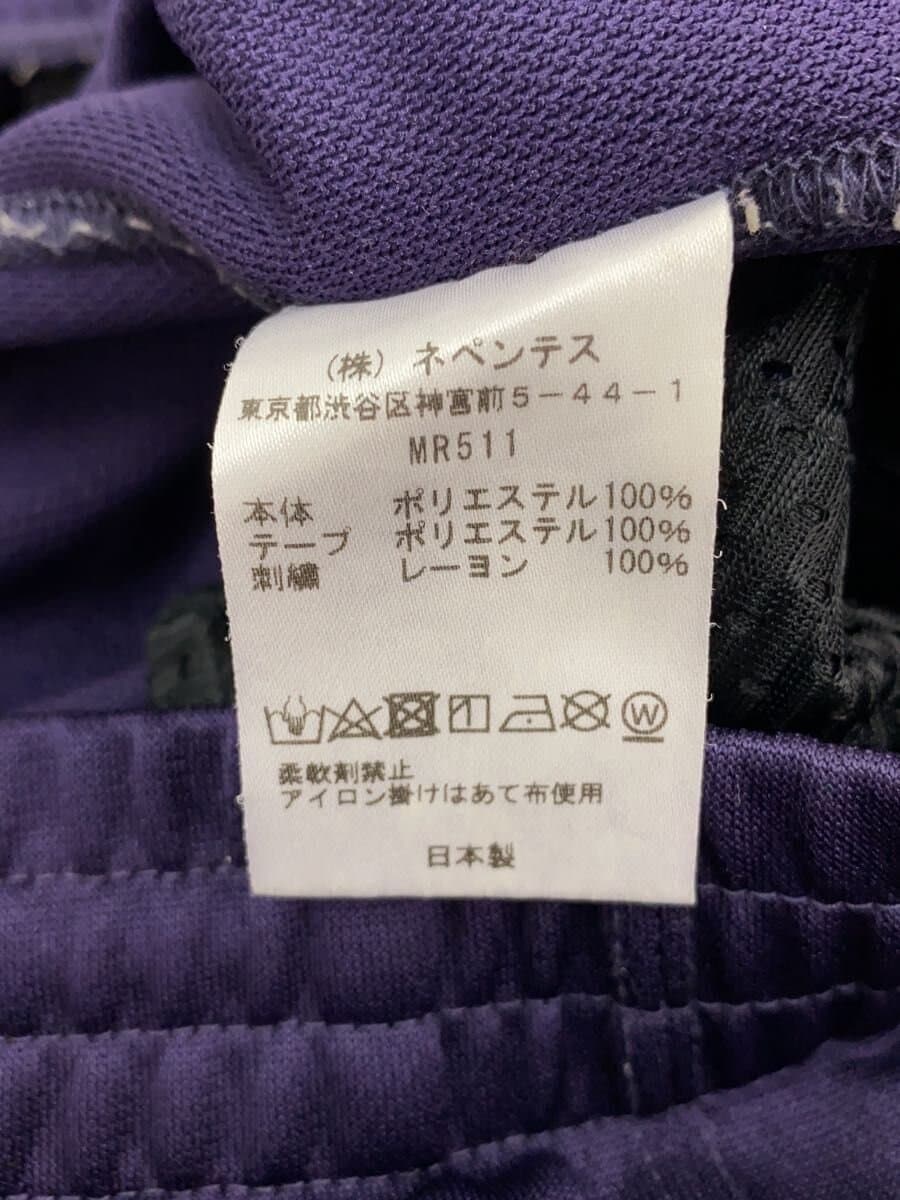 (株) ネペンテス
東京都渋谷区神宮前5-44-1
MR511
本体 ポリエステル100%
テープ ポリエステル100%
刺繍 レーヨン 100%
W
柔軟剤禁止
アイロン掛けはあて布使用
日本製